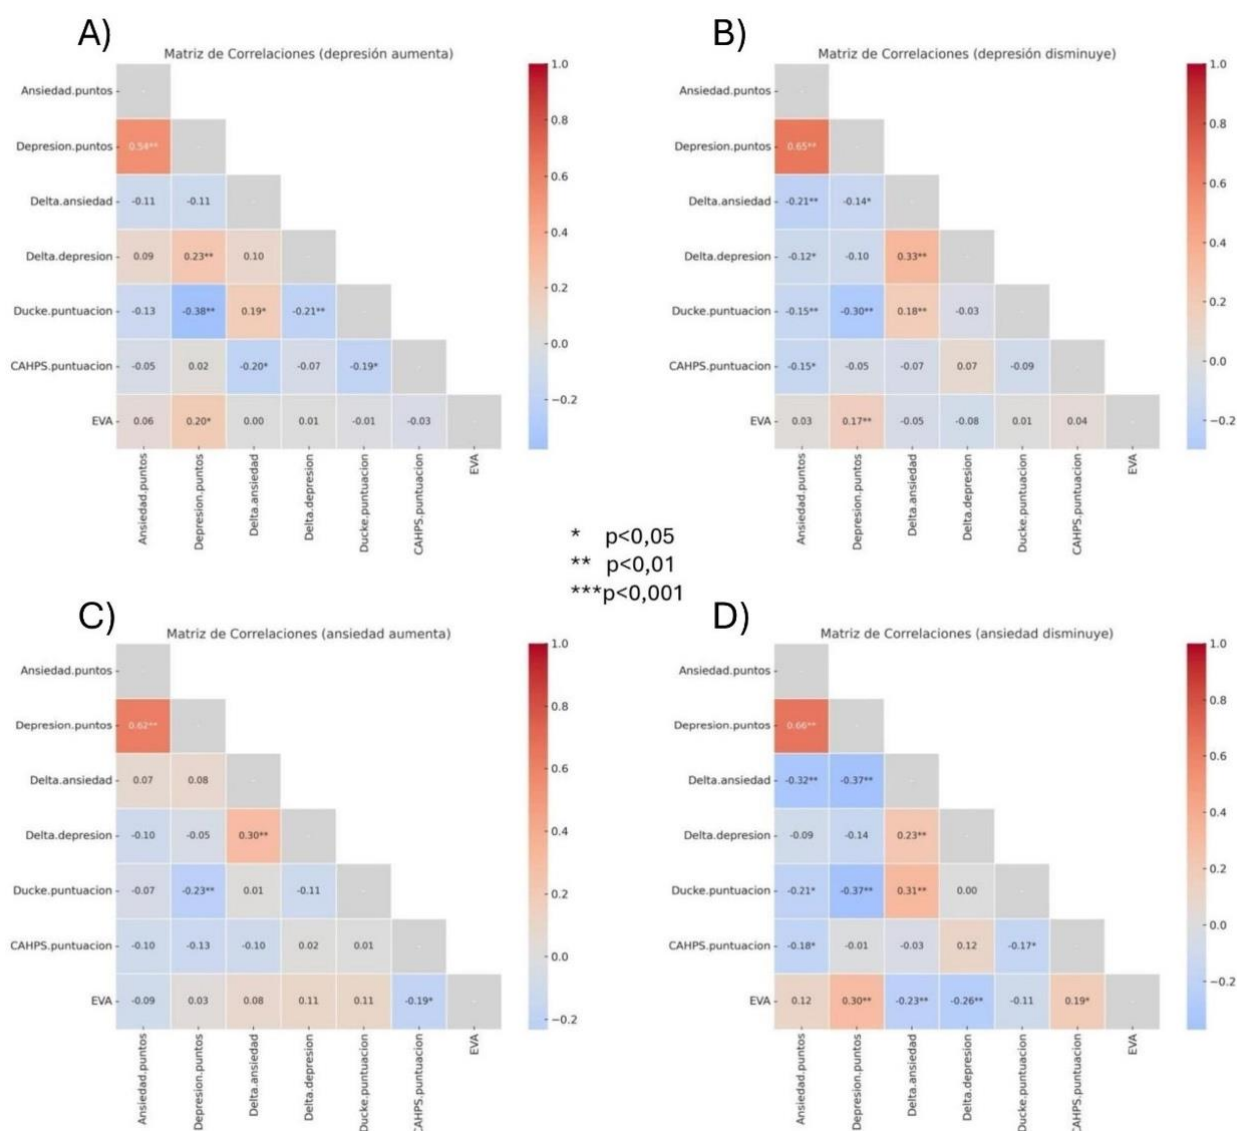 A)
Matriz de Correlaciones (depresión aumenta)
Ansiedad.puntos
Depresion.puntos 0.54**
Delta.ansiedad -0.11 -0.11
Delta.depresion 0.09 0.23** 0.10
Ducke.puntuacion -0.13 -0.38** 0.19* -0.21**
CAHPS.puntuacion -0.05 0.02 -0.20* -0.07 -0.19*
EVA 0.06 0.20* 0.00 0.01 -0.01 -0.03
Ansiedad.puntos Depresion.puntos Delta.ansiedad Delta.depresion Ducke.puntuacion CAHPS.puntuacion EVA
1.0
0.8
0.6
0.4
0.2
0.0
−0.2
B)
Matriz de Correlaciones (depresión disminuye)
Ansiedad.puntos
Depresion.puntos 0.65**
Delta.ansiedad -0.21** -0.14*
Delta.depresion -0.12* -0.10 0.33**
Ducke.puntuacion -0.15** -0.30** 0.18** -0.03
CAHPS.puntuacion -0.15* -0.05 -0.07 0.07 -0.09
EVA 0.03 0.17** -0.05 -0.08 0.01 0.04
Ansiedad.puntos Depresion.puntos Delta.ansiedad Delta.depresion Ducke.puntuacion CAHPS.puntuacion EVA
1.0
0.8
0.6
0.4
0.2
0.0
−0.2
* p<0,05
** p<0,01
***p<0,001
C)
Matriz de Correlaciones (ansiedad aumenta)
Ansiedad.puntos
Depresion.puntos 0.62**
Delta.ansiedad 0.07 0.08
Delta.depresion -0.10 -0.05 0.30**
Ducke.puntuacion -0.07 -0.23** 0.01 -0.11
CAHPS.puntuacion -0.10 -0.13 -0.10 0.02 0.01
EVA -0.09 0.03 0.08 0.11 0.11 -0.19*
Ansiedad.puntos Depresion.puntos Delta.ansiedad Delta.depresion Ducke.puntuacion CAHPS.puntuacion EVA
1.0
0.8
0.6
0.4
0.2
0.0
−0.2
D)
Matriz de Correlaciones (ansiedad disminuye)
Ansiedad.puntos
Depresion.puntos 0.66**
Delta.ansiedad -0.32** -0.37**
Delta.depresion -0.09 -0.14 0.23**
Ducke.puntuacion -0.21* -0.37** 0.31** 0.00
CAHPS.puntuacion -0.18* -0.01 -0.03 0.12 -0.17*
EVA 0.12 0.30** -0.23** -0.26** -0.11 0.19*
Ansiedad.puntos Depresion.puntos Delta.ansiedad Delta.depresion Ducke.puntuacion CAHPS.puntuacion EVA
1.0
0.8
0.6
0.4
0.2
0.0
−0.2